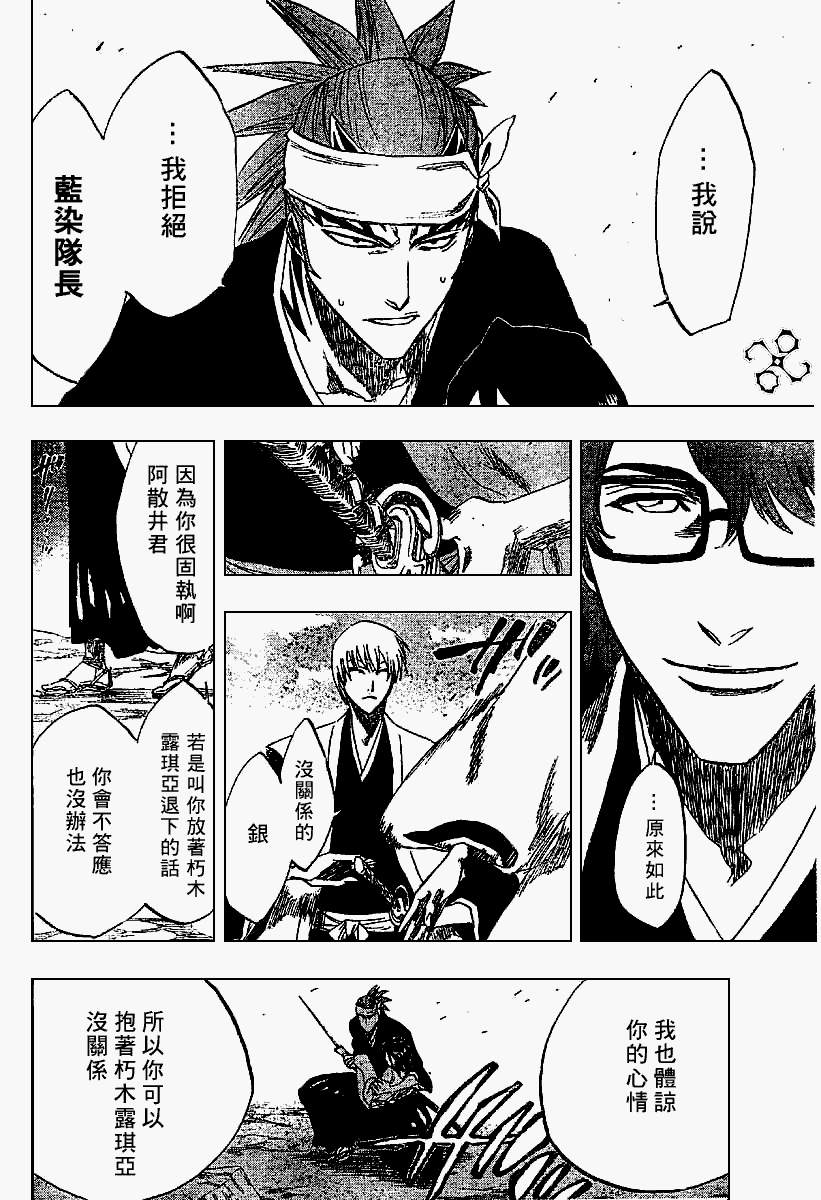 …我說
…我拒絕
藍染隊長
…原來如此
沒關係的
銀
因為你很固執啊
阿散井君
若是叫你放著朽木
露琪亞退下的話
你會不答應
也沒辦法
我也體諒
你的心情
所以你可以
抱著朽木露琪亞
沒關係